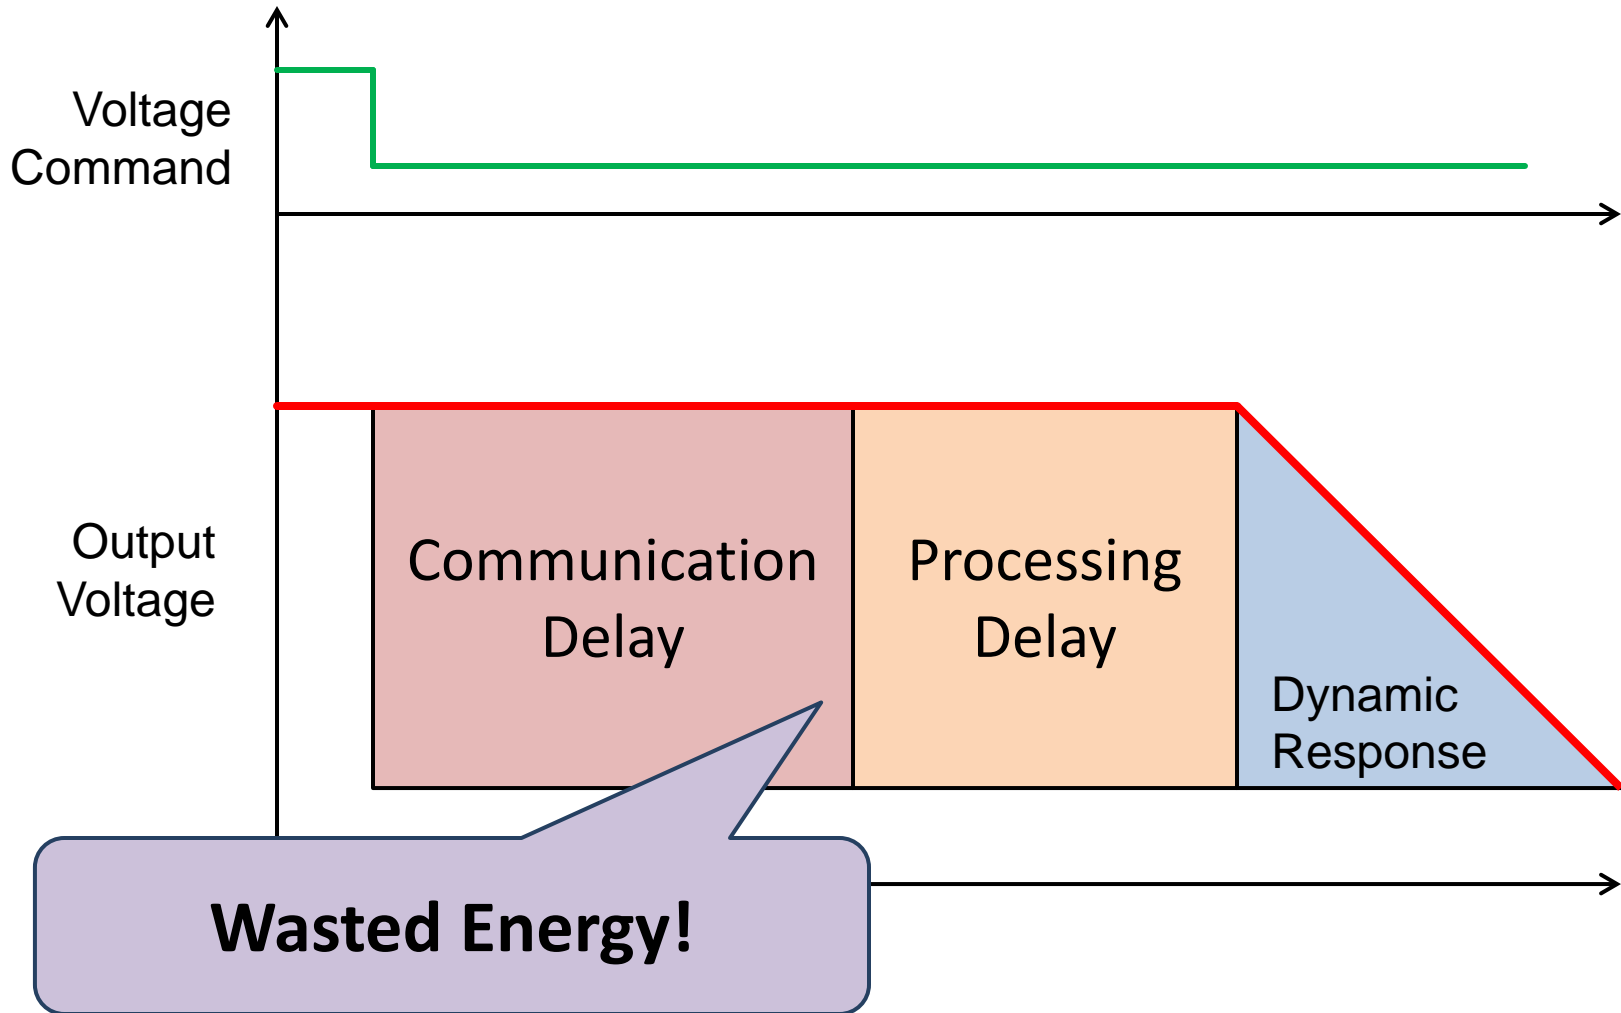 Voltage
Command
Output
Voltage
Communication
Delay
Processing
Delay
Dynamic
Response
Wasted Energy!